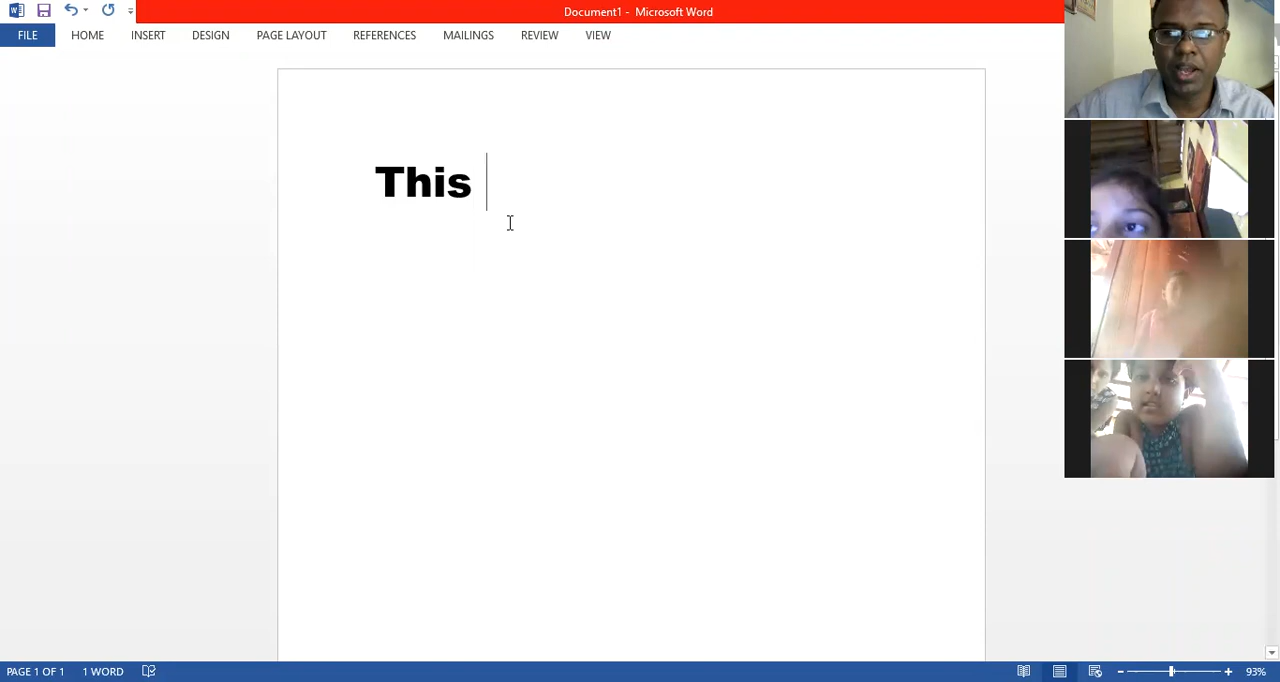 Document1 - Microsoft Word
FILE HOME INSERT DESIGN PAGE LAYOUT REFERENCES MAILINGS REVIEW VIEW
This
PAGE 1 OF 1 1 WORD 93%